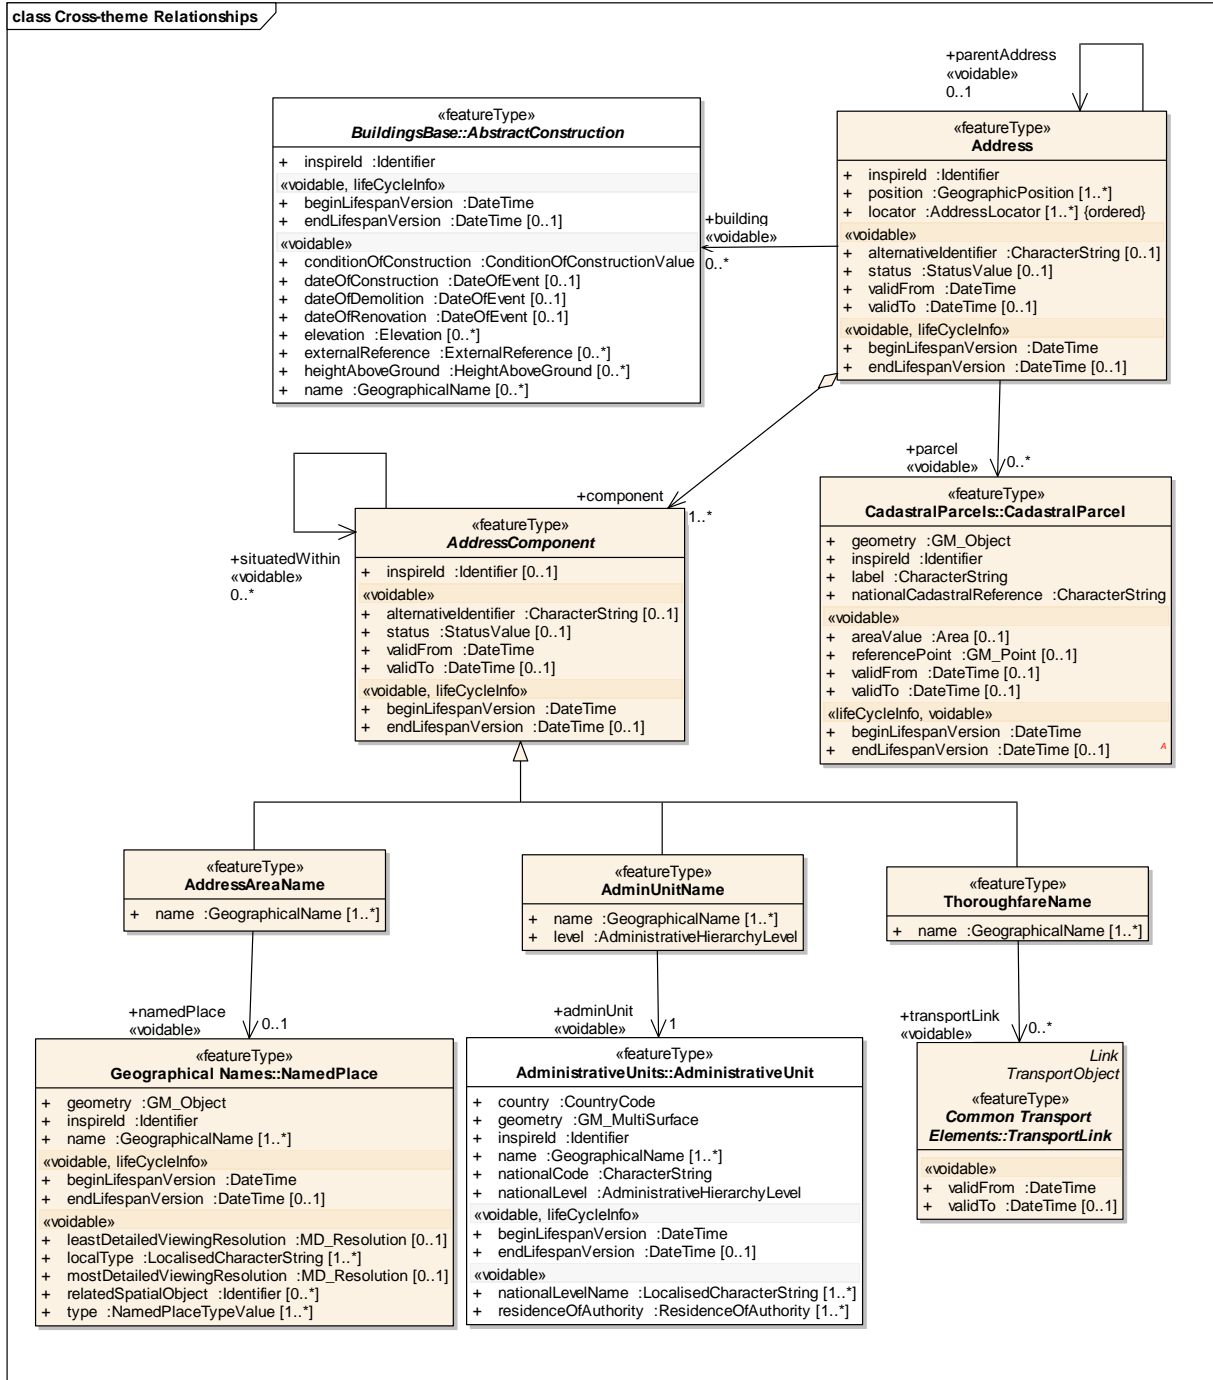 class Cross-theme Relationships
+parentAddress
«voidable»
0..1
«featureType»
BuildingsBase::AbstractConstruction
+ inspireId :Identifier
«voidable, lifeCycleInfo»
+ beginLifespanVersion :DateTime
+ endLifespanVersion :DateTime [0..1]
«voidable»
+ conditionOfConstruction :ConditionOfConstructionValue
+ dateOfConstruction :DateOfEvent [0..1]
+ dateOfDemolition :DateOfEvent [0..1]
+ dateOfRenovation :DateOfEvent [0..1]
+ elevation :Elevation [0..*]
+ externalReference :ExternalReference [0..*]
+ heightAboveGround :HeightAboveGround [0..*]
+ name :GeographicalName [0..*]
+building
«voidable»
0..*
«featureType»
Address
+ inspireId :Identifier
+ position :GeographicPosition [1..*]
+ locator :AddressLocator [1..*] {ordered}
«voidable»
+ alternativeIdentifier :CharacterString [0..1]
+ status :StatusValue [0..1]
+ validFrom :DateTime
+ validTo :DateTime [0..1]
«voidable, lifeCycleInfo»
+ beginLifespanVersion :DateTime
+ endLifespanVersion :DateTime [0..1]
+parcel
«voidable»
0..*
+component
1..*
+situatedWithin
«voidable»
0..*
«featureType»
AddressComponent
+ inspireId :Identifier [0..1]
«voidable»
+ alternativeIdentifier :CharacterString [0..1]
+ status :StatusValue [0..1]
+ validFrom :DateTime
+ validTo :DateTime [0..1]
«voidable, lifeCycleInfo»
+ beginLifespanVersion :DateTime
+ endLifespanVersion :DateTime [0..1]
«featureType»
CadastralParcels::CadastralParcel
+ geometry :GM_Object
+ inspireId :Identifier
+ label :CharacterString
+ nationalCadastralReference :CharacterString
«voidable»
+ areaValue :Area [0..1]
+ referencePoint :GM_Point [0..1]
+ validFrom :DateTime [0..1]
+ validTo :DateTime [0..1]
«lifeCycleInfo, voidable»
+ beginLifespanVersion :DateTime
+ endLifespanVersion :DateTime [0..1]
A
«featureType»
AddressAreaName
+ name :GeographicalName [1..*]
«featureType»
AdminUnitName
+ name :GeographicalName [1..*]
+ level :AdministrativeHierarchyLevel
«featureType»
ThoroughfareName
+ name :GeographicalName [1..*]
+namedPlace
«voidable»
0..1
+adminUnit
«voidable»
1
+transportLink
«voidable»
0..*
«featureType»
Geographical Names::NamedPlace
+ geometry :GM_Object
+ inspireId :Identifier
+ name :GeographicalName [1..*]
«voidable, lifeCycleInfo»
+ beginLifespanVersion :DateTime
+ endLifespanVersion :DateTime [0..1]
«voidable»
+ leastDetailedViewingResolution :MD_Resolution [0..1]
+ localType :LocalisedCharacterString [1..*]
+ mostDetailedViewingResolution :MD_Resolution [0..1]
+ relatedSpatialObject :Identifier [0..*]
+ type :NamedPlaceTypeValue [1..*]
«featureType»
AdministrativeUnits::AdministrativeUnit
+ country :CountryCode
+ geometry :GM_MultiSurface
+ inspireId :Identifier
+ name :GeographicalName [1..*]
+ nationalCode :CharacterString
+ nationalLevel :AdministrativeHierarchyLevel
«voidable, lifeCycleInfo»
+ beginLifespanVersion :DateTime
+ endLifespanVersion :DateTime [0..1]
«voidable»
+ nationalLevelName :LocalisedCharacterString [1..*]
+ residenceOfAuthority :ResidenceOfAuthority [1..*]
Link
TransportObject
«featureType»
Common Transport
Elements::TransportLink
«voidable»
+ validFrom :DateTime
+ validTo :DateTime [0..1]